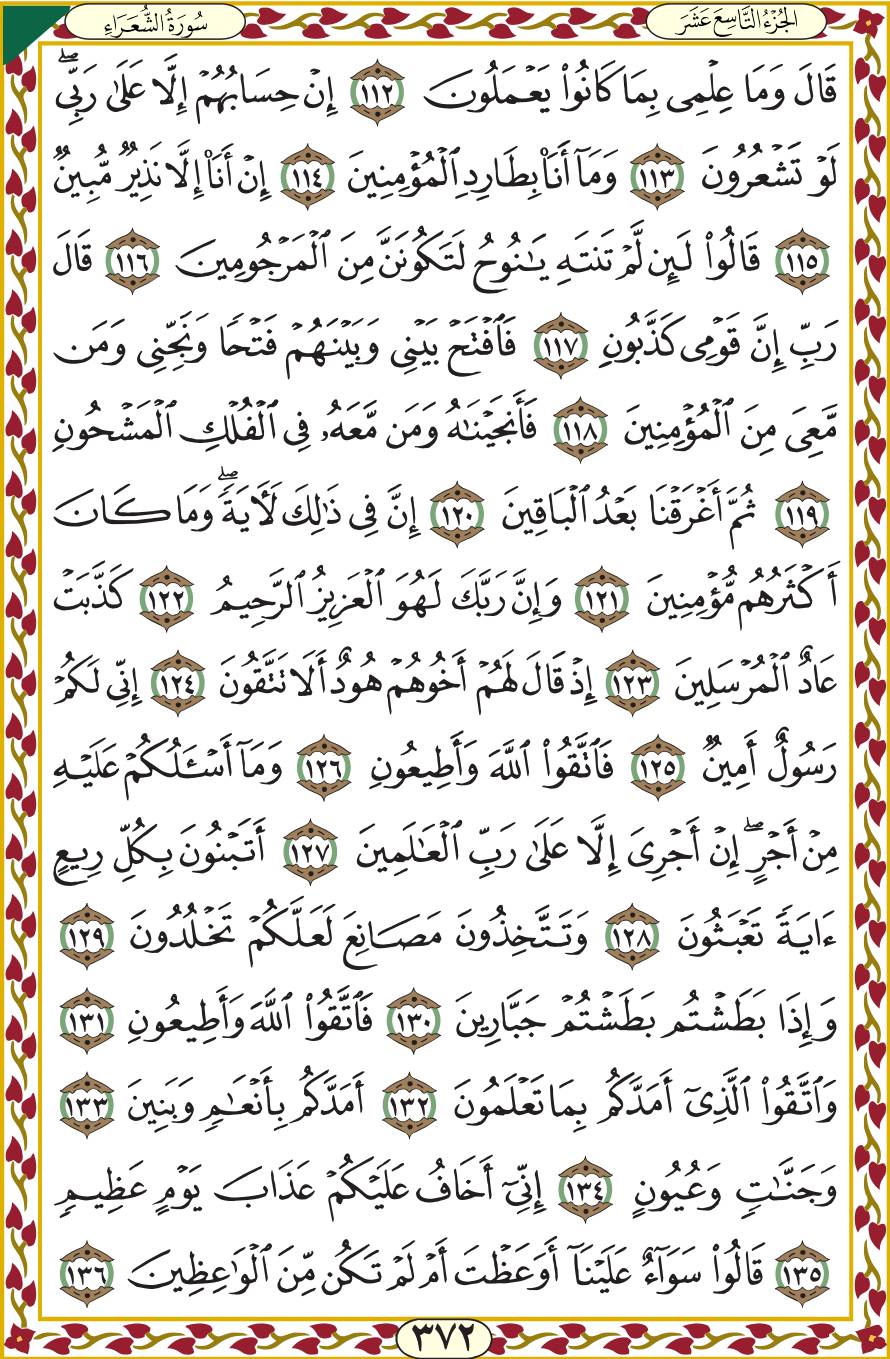 الجُزْءُ التَّاسِعَ عَشَرَ
سُورَةُ الشُّعَرَاءِ
قَالَ وَمَا عِلْمِى بِمَا كَانُوا۟ يَعْمَلُونَ ١١٢ إِنْ حِسَابُهُمْ إِلَّا عَلَىٰ رَبِّىۖ
لَوْ تَشْعُرُونَ ١١٣ وَمَآ أَنَا۠ بِطَارِدِ ٱلْمُؤْمِنِينَ ١١٤ إِنْ أَنَا۠ إِلَّا نَذِيرٌ مُّبِينٌ
١١٥ قَالُوا۟ لَئِن لَّمْ تَنتَهِ يَـٰنُوحُ لَتَكُونَنَّ مِنَ ٱلْمَرْجُومِينَ ١١٦ قَالَ
رَبِّ إِنَّ قَوْمِى كَذَّبُونِ ١١٧ فَٱفْتَحْ بَيْنِى وَبَيْنَهُمْ فَتْحًا وَنَجِّنِى وَمَن
مَّعِىَ مِنَ ٱلْمُؤْمِنِينَ ١١٨ فَأَنجَيْنَـٰهُ وَمَن مَّعَهُۥ فِى ٱلْفُلْكِ ٱلْمَشْحُونِ
١١٩ ثُمَّ أَغْرَقْنَا بَعْدُ ٱلْبَاقِينَ ١٢٠ إِنَّ فِى ذَٰلِكَ لَـَٔايَةًۖ وَمَا كَانَ
أَكْثَرُهُم مُّؤْمِنِينَ ١٢١ وَإِنَّ رَبَّكَ لَهُوَ ٱلْعَزِيزُ ٱلرَّحِيمُ ١٢٢ كَذَّبَتْ
عَادٌ ٱلْمُرْسَلِينَ ١٢٣ إِذْ قَالَ لَهُمْ أَخُوهُمْ هُودٌ أَلَا تَتَّقُونَ ١٢٤ إِنِّى لَكُمْ
رَسُولٌ أَمِينٌ ١٢٥ فَٱتَّقُوا۟ ٱللَّهَ وَأَطِيعُونِ ١٢٦ وَمَآ أَسْـَٔلُكُمْ عَلَيْهِ
مِنْ أَجْرٍۖ إِنْ أَجْرِىَ إِلَّا عَلَىٰ رَبِّ ٱلْعَـٰلَمِينَ ١٢٧ أَتَبْنُونَ بِكُلِّ رِيعٍ
ءَايَةً تَعْبَثُونَ ١٢٨ وَتَتَّخِذُونَ مَصَانِعَ لَعَلَّكُمْ تَخْلُدُونَ ١٢٩
وَإِذَا بَطَشْتُم بَطَشْتُمْ جَبَّارِينَ ١٣٠ فَٱتَّقُوا۟ ٱللَّهَ وَأَطِيعُونِ ١٣١
وَٱتَّقُوا۟ ٱلَّذِىٓ أَمَدَّكُم بِمَا تَعْلَمُونَ ١٣٢ أَمَدَّكُم بِأَنْعَـٰمٍ وَبَنِينَ ١٣٣
وَجَنَّـٰتٍ وَعُيُونٍ ١٣٤ إِنِّىٓ أَخَافُ عَلَيْكُمْ عَذَابَ يَوْمٍ عَظِيمٍ
١٣٥ قَالُوا۟ سَوَآءٌ عَلَيْنَآ أَوَعَظْتَ أَمْ لَمْ تَكُن مِّنَ ٱلْوَٰعِظِينَ ١٣٦
٣٧٢